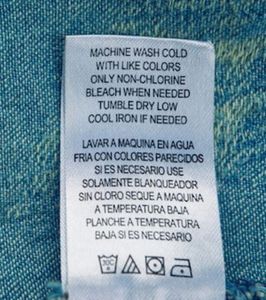 MACHINE WASH COLD
WITH LIKE COLORS
ONLY NON-CHLORINE
BLEACH WHEN NEEDED
TUMBLE DRY LOW
COOL IRON IF NEEDED
LAVAR A MAQUINA EN AGUA
FRIA CON COLORES PARECIDOS
SI ES NECESARIO USE
SOLAMENTE BLANQUEADOR
SIN CLORO SEQUE A MAQUINA
A TEMPERATURA BAJA
PLANCHE A TEMPERATURA
BAJA SI ES NECESARIO